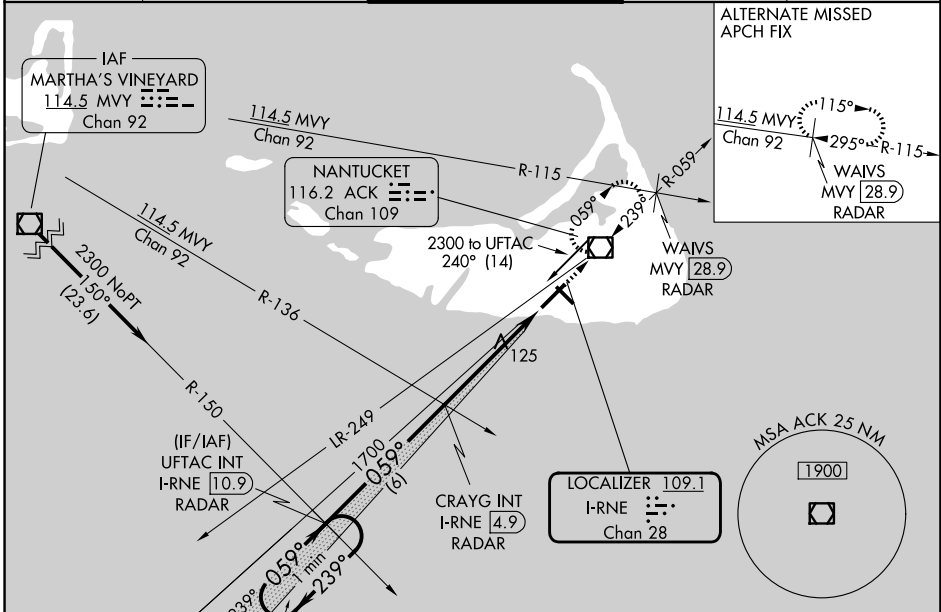 IAF
MARTHA'S VINEYARD
114.5 MVY
Chan 92
114.5 MVY
Chan 92
R-115
NANTUCKET
116.2 ACK
Chan 109
114.5 MVY
Chan 92
R-136
2300 NoPT
150°
(23.6)
R-150
2300 to UFTAC
240° (14)
059°
239°
R-059
WAIVS
MVY 28.9
RADAR
125
LR-249
1700
059°
(6)
(IF/IAF)
UFTAC INT
I-RNE 10.9
RADAR
CRAYG INT
I-RNE 4.9
RADAR
LOCALIZER 109.1
I-RNE
Chan 28
239°
059°
1 min
239°
ALTERNATE MISSED
APCH FIX
114.5 MVY
Chan 92
115°
295°
R-115
WAIVS
MVY 28.9
RADAR
MSA ACK 25 NM
1900